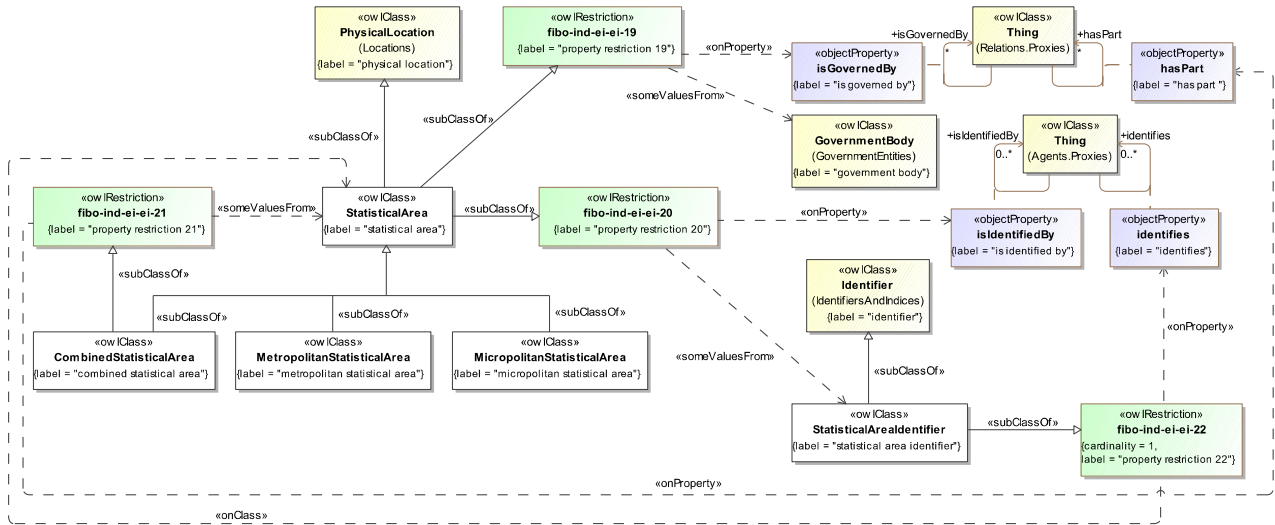 «owlClass»
PhysicalLocation
(Locations)
{label = "physical location"}
«owlRestriction»
fibo-ind-ei-ei-19
{label = "property restriction 19"}
«onProperty»
«someValuesFrom»
«objectProperty»
isGovernedBy
{label = "is governed by"}
+isGovernedBy
*
«owlClass»
Thing
(Relations.Proxies)
+hasPart
*
«objectProperty»
hasPart
{label = "has part "}
«subClassOf»
«subClassOf»
«owlClass»
GovernmentBody
(GovernmentEntities)
{label = "government body"}
+isIdentifiedBy
0..*
«owlClass»
Thing
(Agents.Proxies)
+identifies
0..*
«owlRestriction»
fibo-ind-ei-ei-21
{label = "property restriction 21"}
«someValuesFrom»
«owlClass»
StatisticalArea
{label = "statistical area"}
«subClassOf»
«owlRestriction»
fibo-ind-ei-ei-20
{label = "property restriction 20"}
«onProperty»
«objectProperty»
isIdentifiedBy
{label = "is identified by"}
«objectProperty»
identifies
{label = "identifies"}
«subClassOf»
«subClassOf»
«subClassOf»
«subClassOf»
«owlClass»
Identifier
(IdentifiersAndIndices)
{label = "identifier"}
«onProperty»
«owlClass»
CombinedStatisticalArea
{label = "combined statistical area"}
«owlClass»
MetropolitanStatisticalArea
{label = "metropolitan statistical area"}
«owlClass»
MicropolitanStatisticalArea
{label = "micropolitan statistical area"}
«someValuesFrom»
«subClassOf»
«owlClass»
StatisticalAreaIdentifier
{label = "statistical area identifier"}
«subClassOf»
«owlRestriction»
fibo-ind-ei-ei-22
{cardinality = 1,
label = "property restriction 22"}
«onProperty»
«onClass»